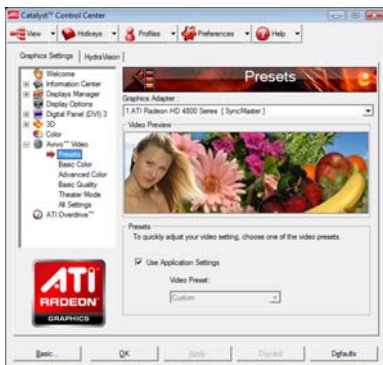 Catalyst™ Control Center
View Hotkeys Profiles Preferences Help
Graphics Settings HydraVision
Welcome
Information Center
Displays Manager
Display Options
Digital Panel (DVI) 3
3D
Color
Avivo™ Video
Presets
Basic Color
Advanced Color
Basic Quality
Theater Mode
All Settings
ATI Overdrive™
ATI
RADEON
GRAPHICS
Presets
Graphics Adapter:
1.ATI Radeon HD 4800 Series [ SyncMaster ]
Video Preview
Presets
To quickly adjust your video setting, choose one of the video presets.
Use Application Settings
Video Preset:
Custom
Basic... OK Apply Discard Defaults